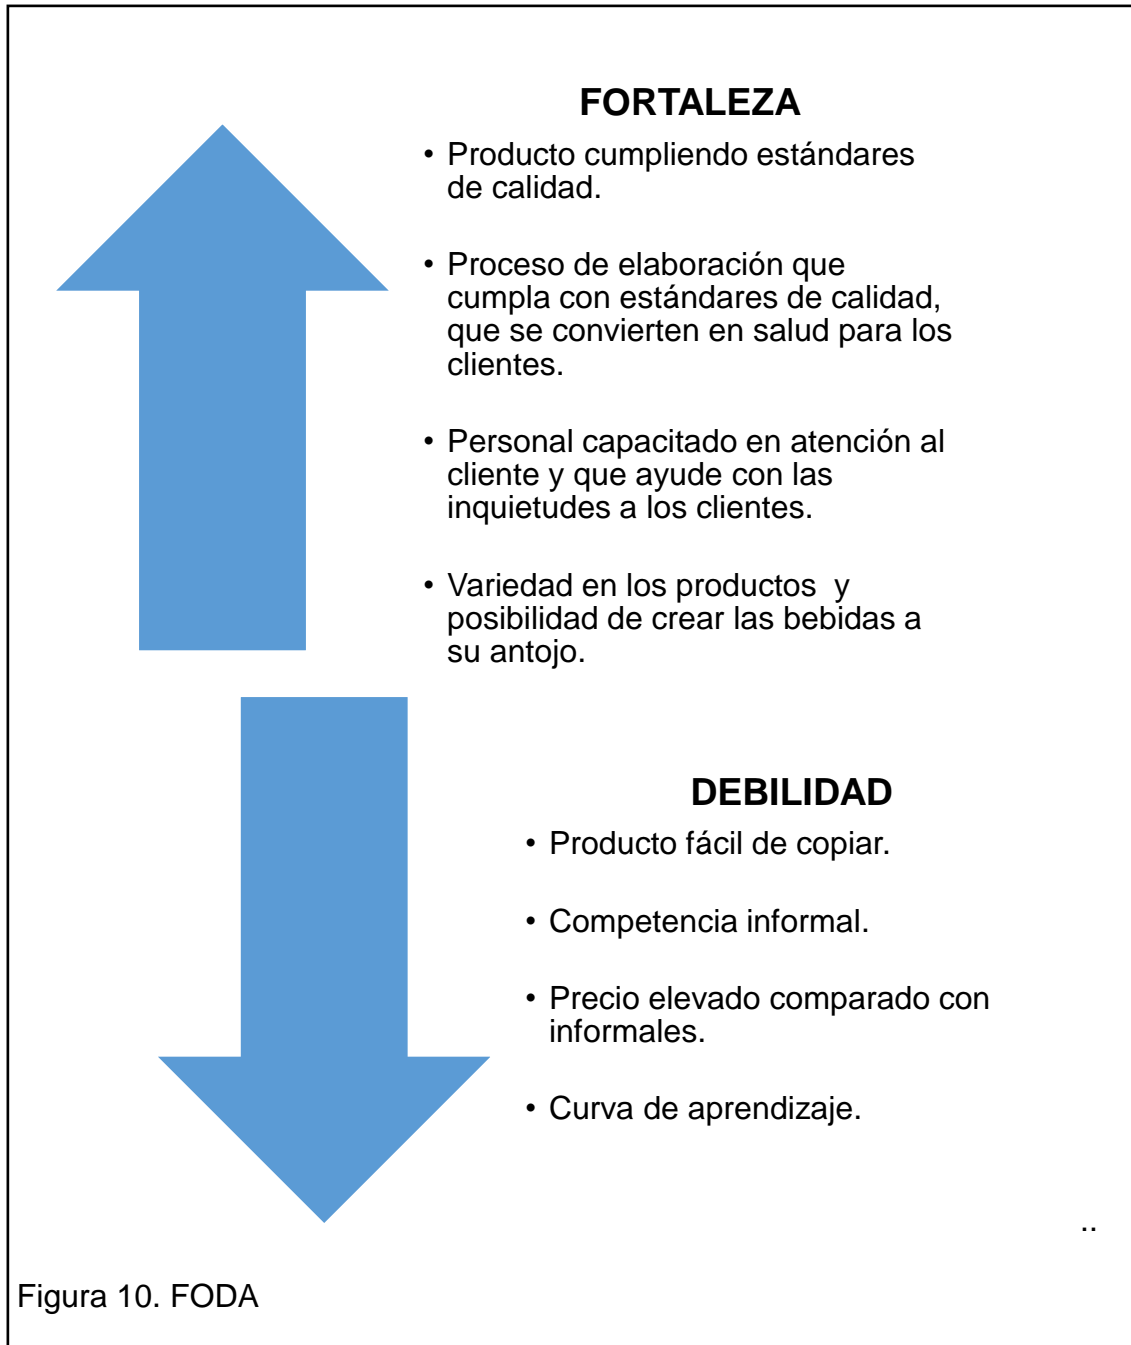 FORTALEZA
• Producto cumpliendo estándares
de calidad.
• Proceso de elaboración que
cumpla con estándares de calidad,
que se convierten en salud para los
clientes.
• Personal capacitado en atención al
cliente y que ayude con las
inquietudes a los clientes.
• Variedad en los productos  y
posibilidad de crear las bebidas a
su antojo.
DEBILIDAD
• Producto fácil de copiar.
• Competencia informal.
• Precio elevado comparado con
informales.
• Curva de aprendizaje.
..
Figura 10. FODA